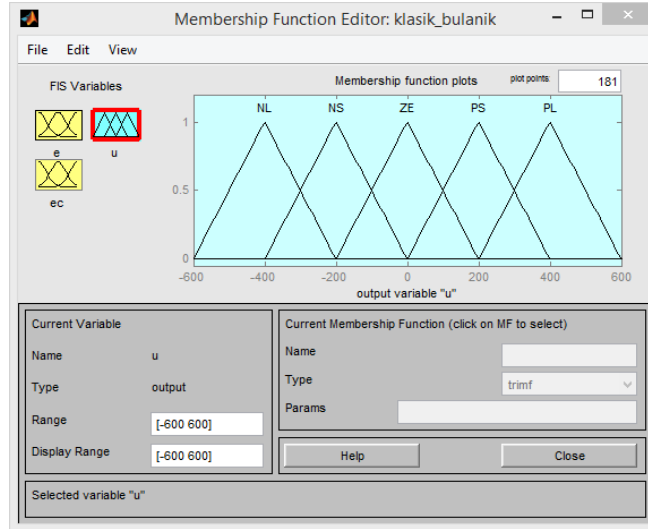 Membership Function Editor: klasik_bulanik
File Edit View
FIS Variables
Membership function plots
plot points:
181
e
u
ec
NL NS ZE PS PL
1
0.5
0
-600 -400 -200 0 200 400 600
output variable "u"
Current Variable
Name u
Type output
Range [-600 600]
Display Range [-600 600]
Current Membership Function (click on MF to select)
Name
Type trimf
Params
Help Close
Selected variable "u"